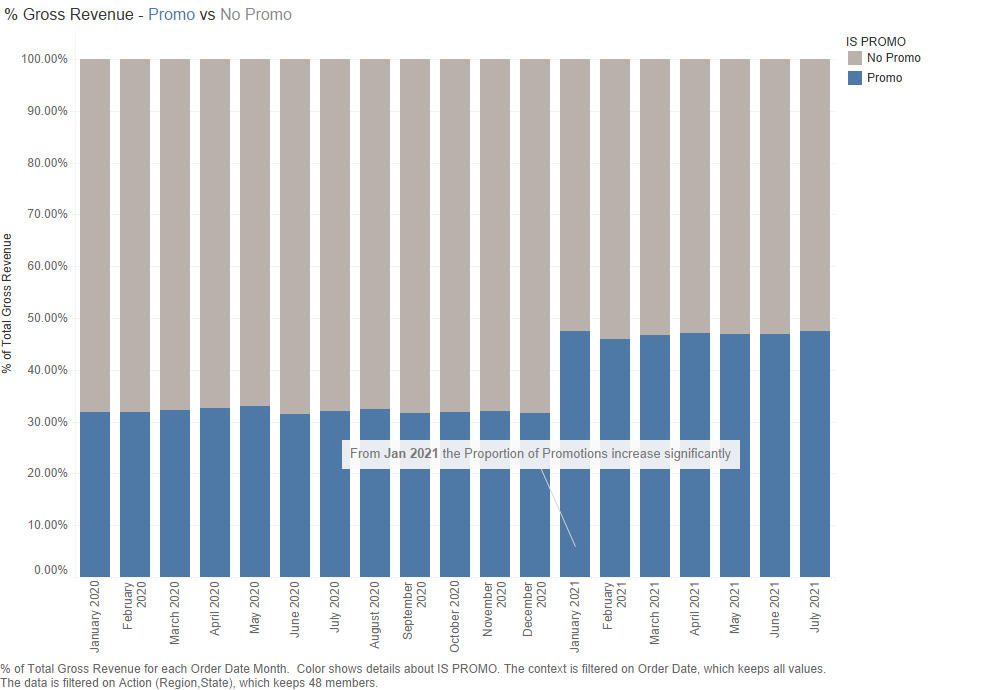 % Gross Revenue - Promo vs No Promo
IS PROMO
No Promo
Promo
% of Total Gross Revenue
100.00%
90.00%
80.00%
70.00%
60.00%
50.00%
40.00%
30.00%
20.00%
10.00%
0.00%
From Jan 2021 the Proportion of Promotions increase significantly
January 2020
February
2020
March 2020
April 2020
May 2020
June 2020
July 2020
August 2020
September
2020
October 2020
November
2020
December
2020
January 2021
February
2021
March 2021
April 2021
May 2021
June 2021
July 2021
% of Total Gross Revenue for each Order Date Month.  Color shows details about IS PROMO. The context is filtered on Order Date, which keeps all values.
The data is filtered on Action (Region,State), which keeps 48 members.